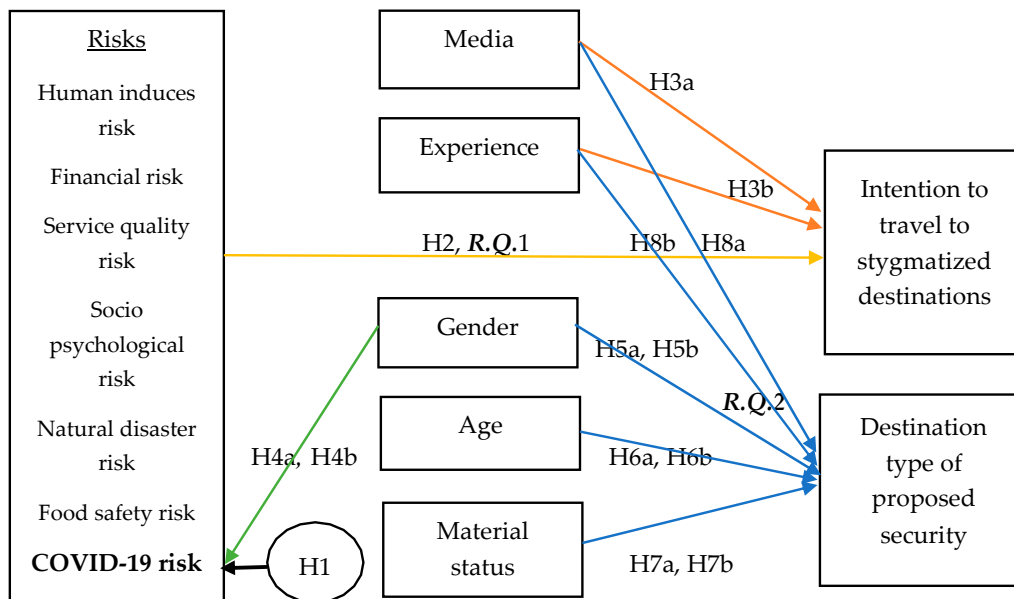 Risks
Human induces
risk
Financial risk
Service quality
risk
Socio
psychological
risk
Natural disaster
risk
Food safety risk
COVID-19 risk
H1
Media
Experience
Gender
Age
Material
status
H3a
H3b
H2, R.Q.1
H8b
H8a
H5a, H5b
R.Q.2
H4a, H4b
H6a, H6b
H7a, H7b
Intention to
travel to
stygmatized
destinations
Destination
type of
proposed
security